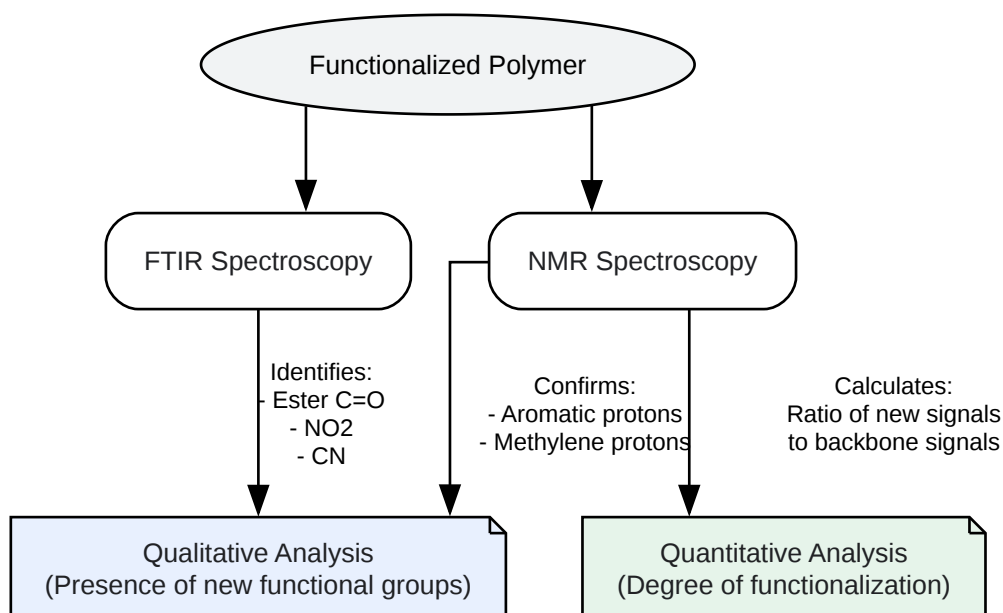 Functionalized Polymer
FTIR Spectroscopy
NMR Spectroscopy
Identifies:
- Ester C=O
- NO2
- CN
Confirms:
- Aromatic protons
- Methylene protons
Calculates:
Ratio of new signals
to backbone signals
Qualitative Analysis
(Presence of new functional groups)
Quantitative Analysis
(Degree of functionalization)